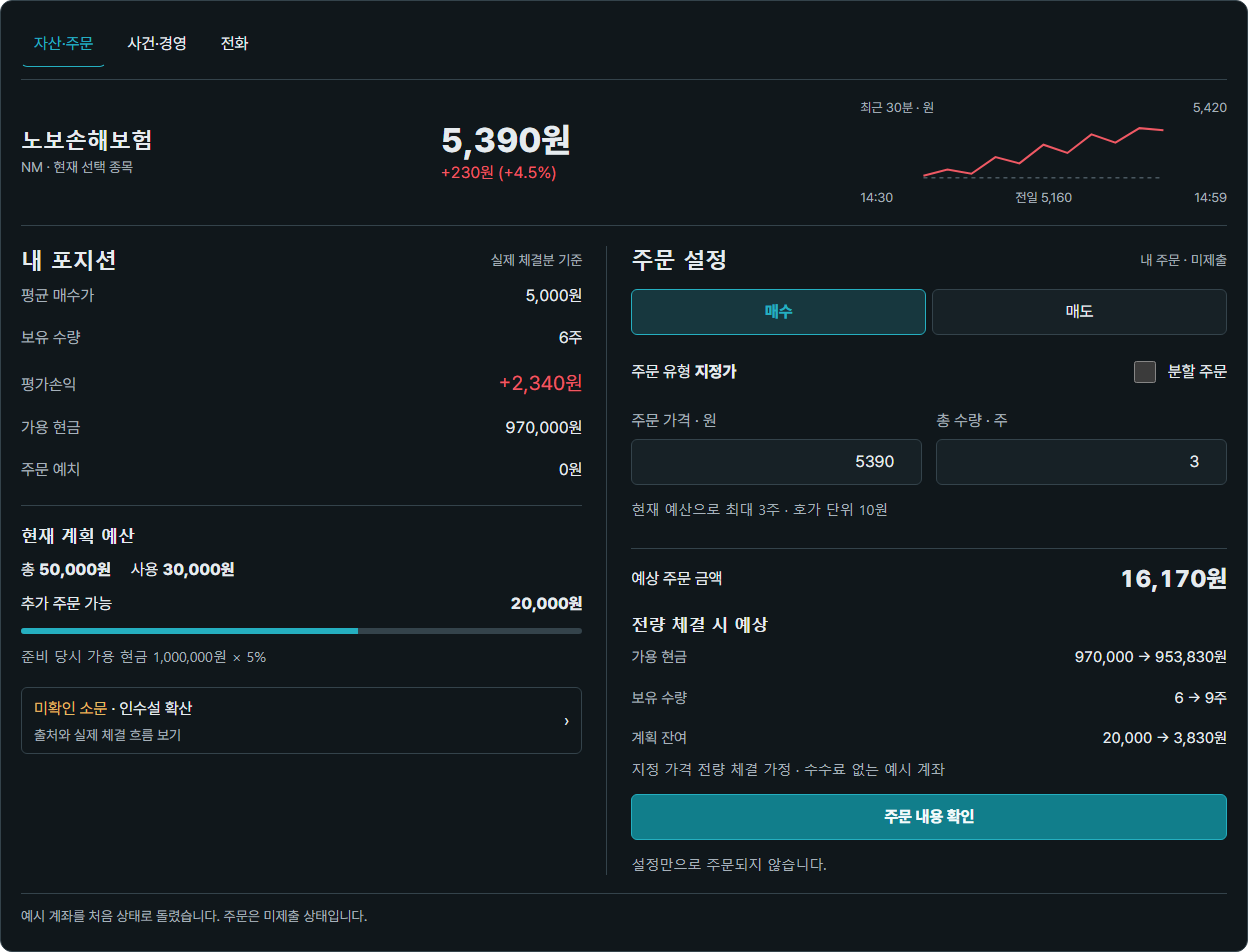 자산·주문 사건·경영 전화
최근 30분 · 원 5,420
노보손해보험 5,390원
NM · 현재 선택 종목 +230원 (+4.5%)
14:30 전일 5,160 14:59
내 포지션 실제 체결분 기준
평균 매수가 5,000원
보유 수량 6주
평가손익 +2,340원
가용 현금 970,000원
주문 예치 0원
현재 계획 예산
총 50,000원 사용 30,000원
추가 주문 가능 20,000원
준비 당시 가용 현금 1,000,000원 × 5%
미확인 소문 · 인수설 확산 ›
출처와 실제 체결 흐름 보기
주문 설정 내 주문 · 미제출
매수 매도
주문 유형 지정가 분할 주문
주문 가격 · 원 총 수량 · 주
5390 3
현재 예산으로 최대 3주 · 호가 단위 10원
예상 주문 금액 16,170원
전량 체결 시 예상
가용 현금 970,000 → 953,830원
보유 수량 6 → 9주
계획 잔여 20,000 → 3,830원
지정 가격 전량 체결 가정 · 수수료 없는 예시 계좌
주문 내용 확인
설정만으로 주문되지 않습니다.
예시 계좌를 처음 상태로 돌렸습니다. 주문은 미제출 상태입니다.